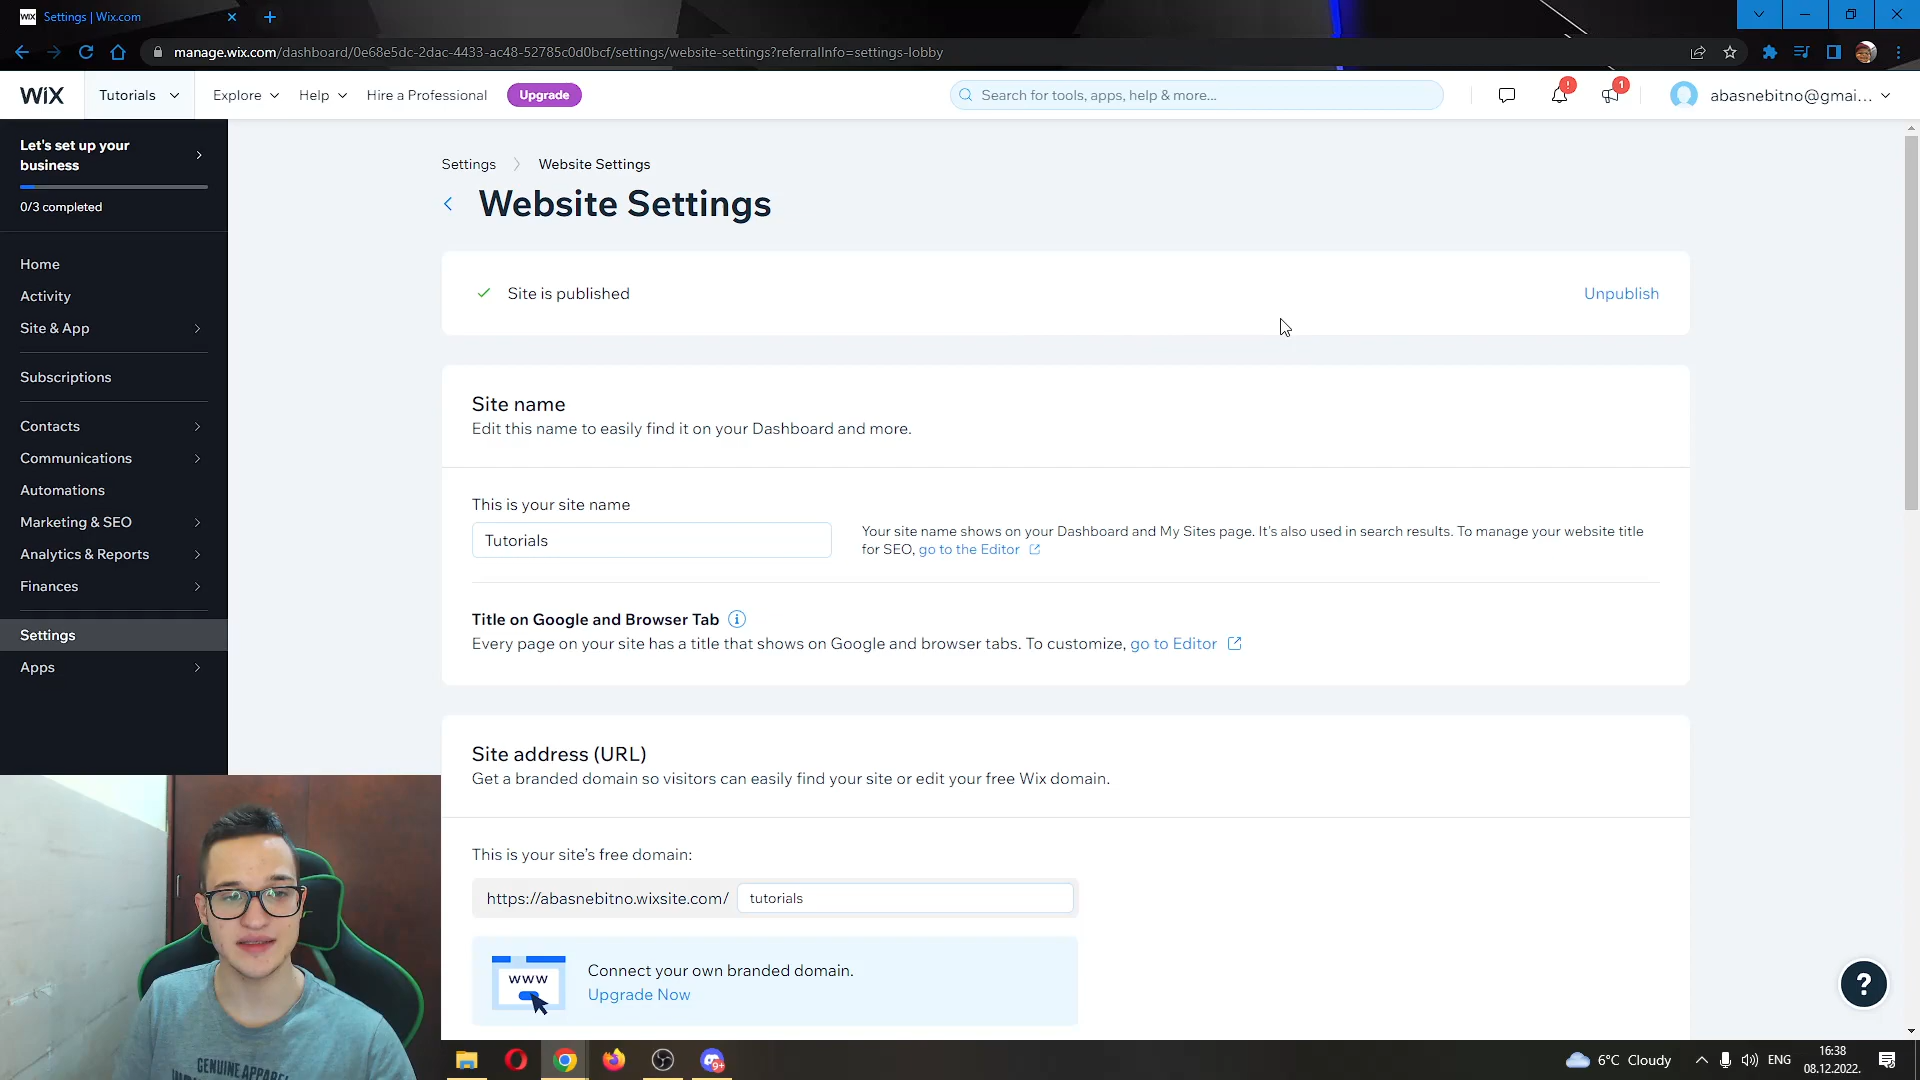 WiX Settings | Wix.com
manage.wix.com/dashboard/0e68e5dc-2dac-4433-ac48-52785c0d0bcf/settings/website-settings?referralInfo=settings-lobby
WiX Tutorials Explore Help Hire a Professional Upgrade Search for tools, apps, help & more... ! 1 abasnebitno@gmai...
Let's set up your
business
0/3 completed
Home
Activity
Site & App
Subscriptions
Contacts
Communications
Automations
Marketing & SEO
Analytics & Reports
Finances
Settings
Apps
Settings Website Settings
Website Settings
Site is published Unpublish
Site name
Edit this name to easily find it on your Dashboard and more.
This is your site name
Tutorials
Your site name shows on your Dashboard and My Sites page. It's also used in search results. To manage your website title
for SEO, go to the Editor
Title on Google and Browser Tab i
Every page on your site has a title that shows on Google and browser tabs. To customize, go to Editor
Site address (URL)
Get a branded domain so visitors can easily find your site or edit your free Wix domain.
This is your site's free domain:
https://abasnebitno.wixsite.com/ tutorials
www
Connect your own branded domain.
Upgrade Now
?
GENUINE APPAREL
9+
6°C Cloudy ENG 16:38
08.12.2022.